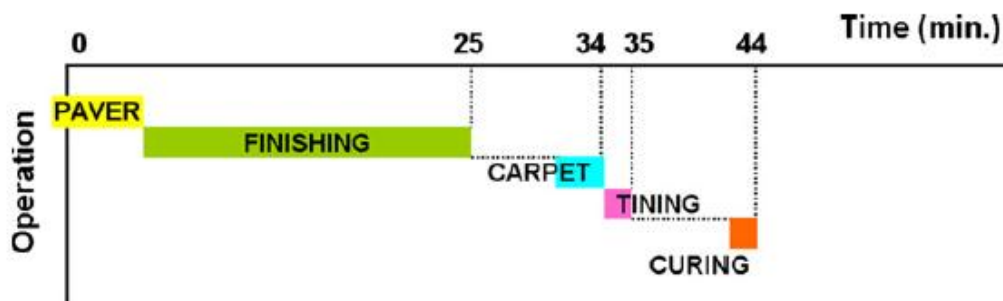 Time (min.)
0 25 34 35 44
Operation
PAVER
FINISHING
CARPET
TINING
CURING